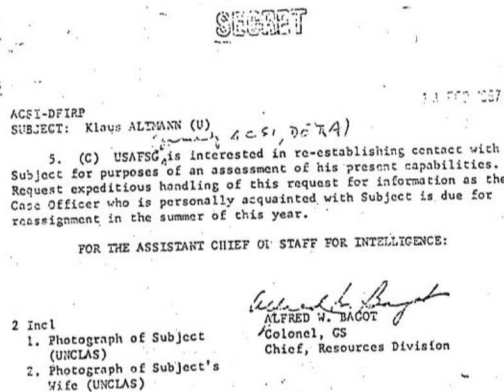 SECRET
ACSI-DFIRP
SUBJECT: Klaus ALTMANN (U)
(formerly ACSI, DETA)
5. (C) USAFSG is interested in re-establishing contact with
Subject for purposes of an assessment of his present capabilities.
Request expeditious handling of this request for information as the
Case Officer who is personally acquainted with Subject is due for
reassignment in the summer of this year.
FOR THE ASSISTANT CHIEF OF STAFF FOR INTELLIGENCE:
ALFRED W. BAGOT
Colonel, GS
Chief, Resources Division
2 Incl
1. Photograph of Subject
(UNCLAS)
2. Photograph of Subject's
Wife (UNCLAS)